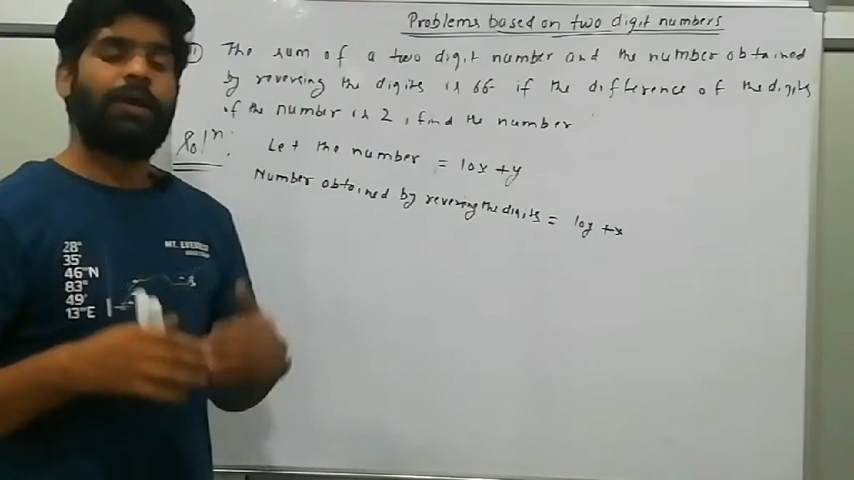 Problems based on two digit numbers
① The sum of a two digit number and the number obtained
by reversing the digits is 66 if the difference of the digits
of the number is 2, find the number
Solⁿ: Let the number = 10x + y
Number obtained by reversing the digits = 10y + x
28°
35'
46"N
83°
49'
13"E
MT. EVEREST